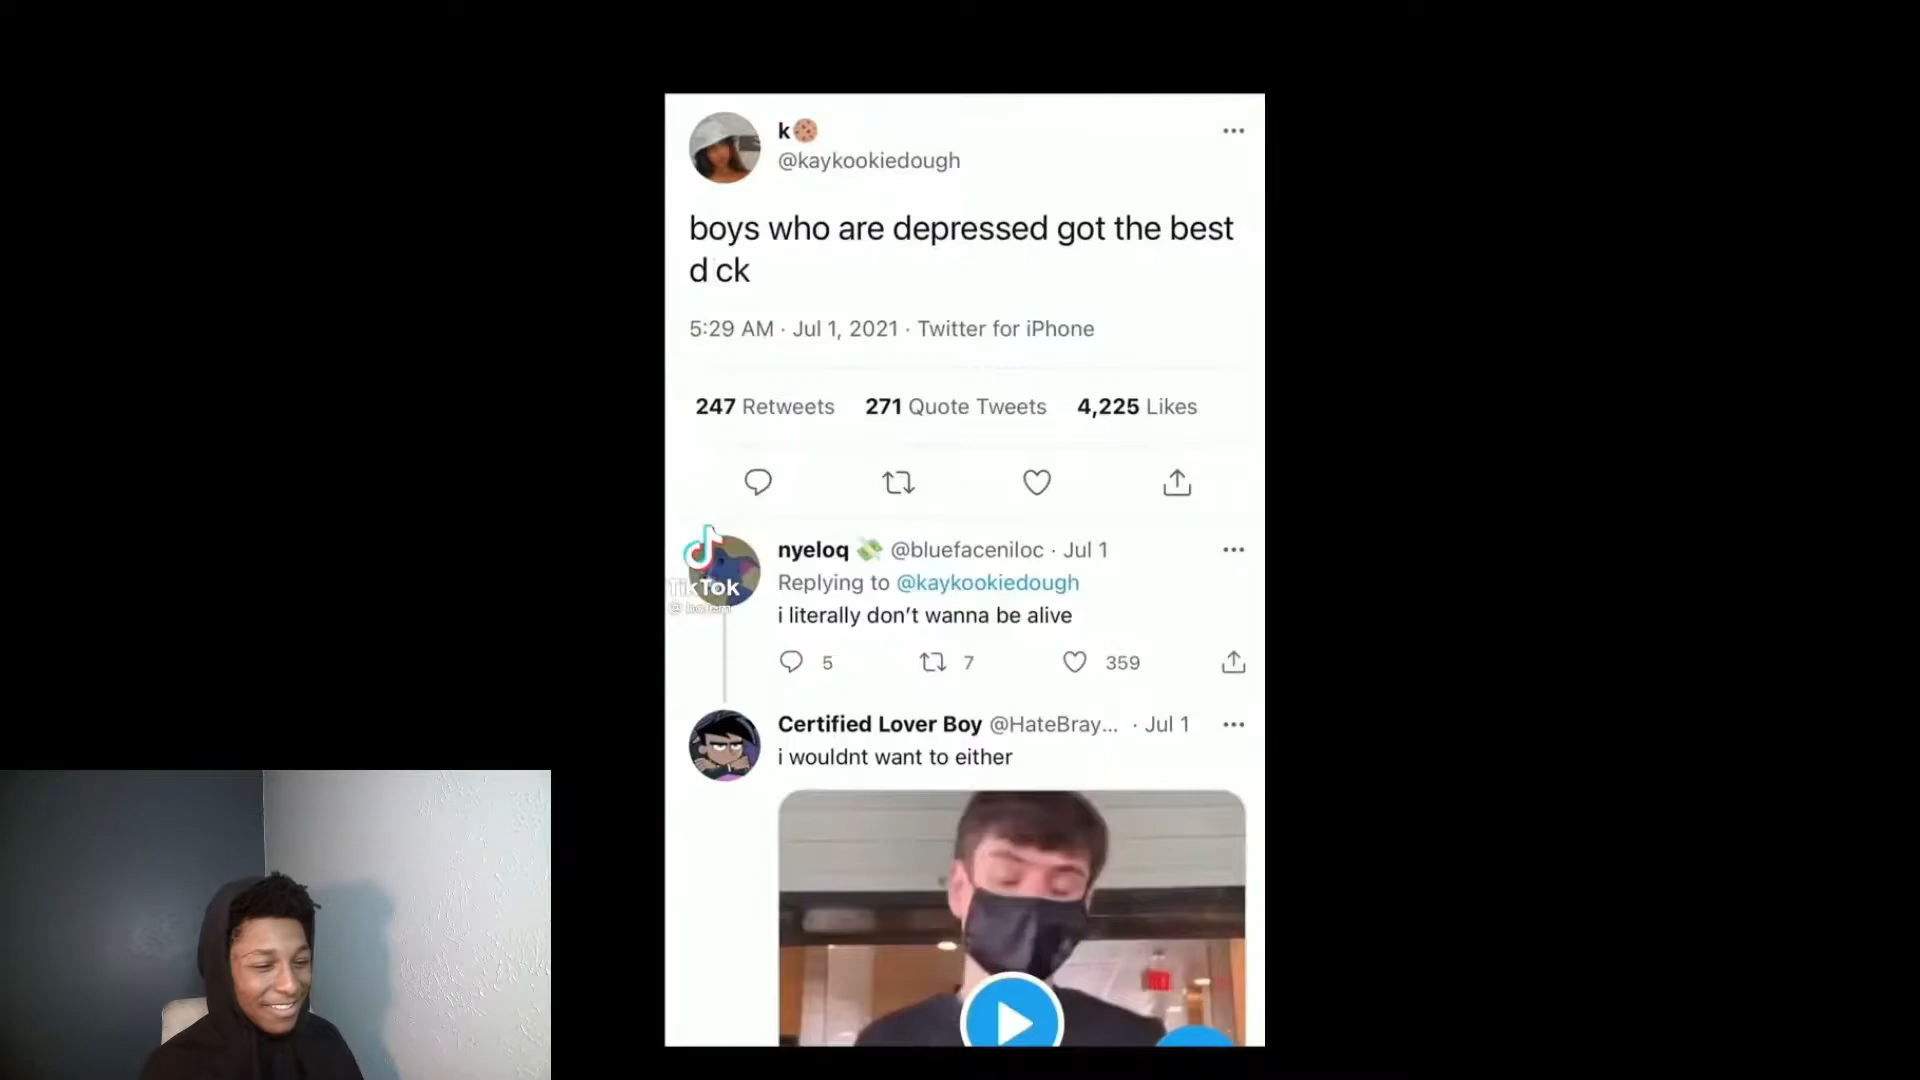 k
@kaykookiedough
boys who are depressed got the best
d ck
5:29 AM · Jul 1, 2021 · Twitter for iPhone
247 Retweets 271 Quote Tweets 4,225 Likes
nyeloq @bluefaceniloc · Jul 1
Replying to @kaykookiedough
i literally don’t wanna be alive
5 7 359
TikTok
Certified Lover Boy @HateBray... · Jul 1
i wouldnt want to either